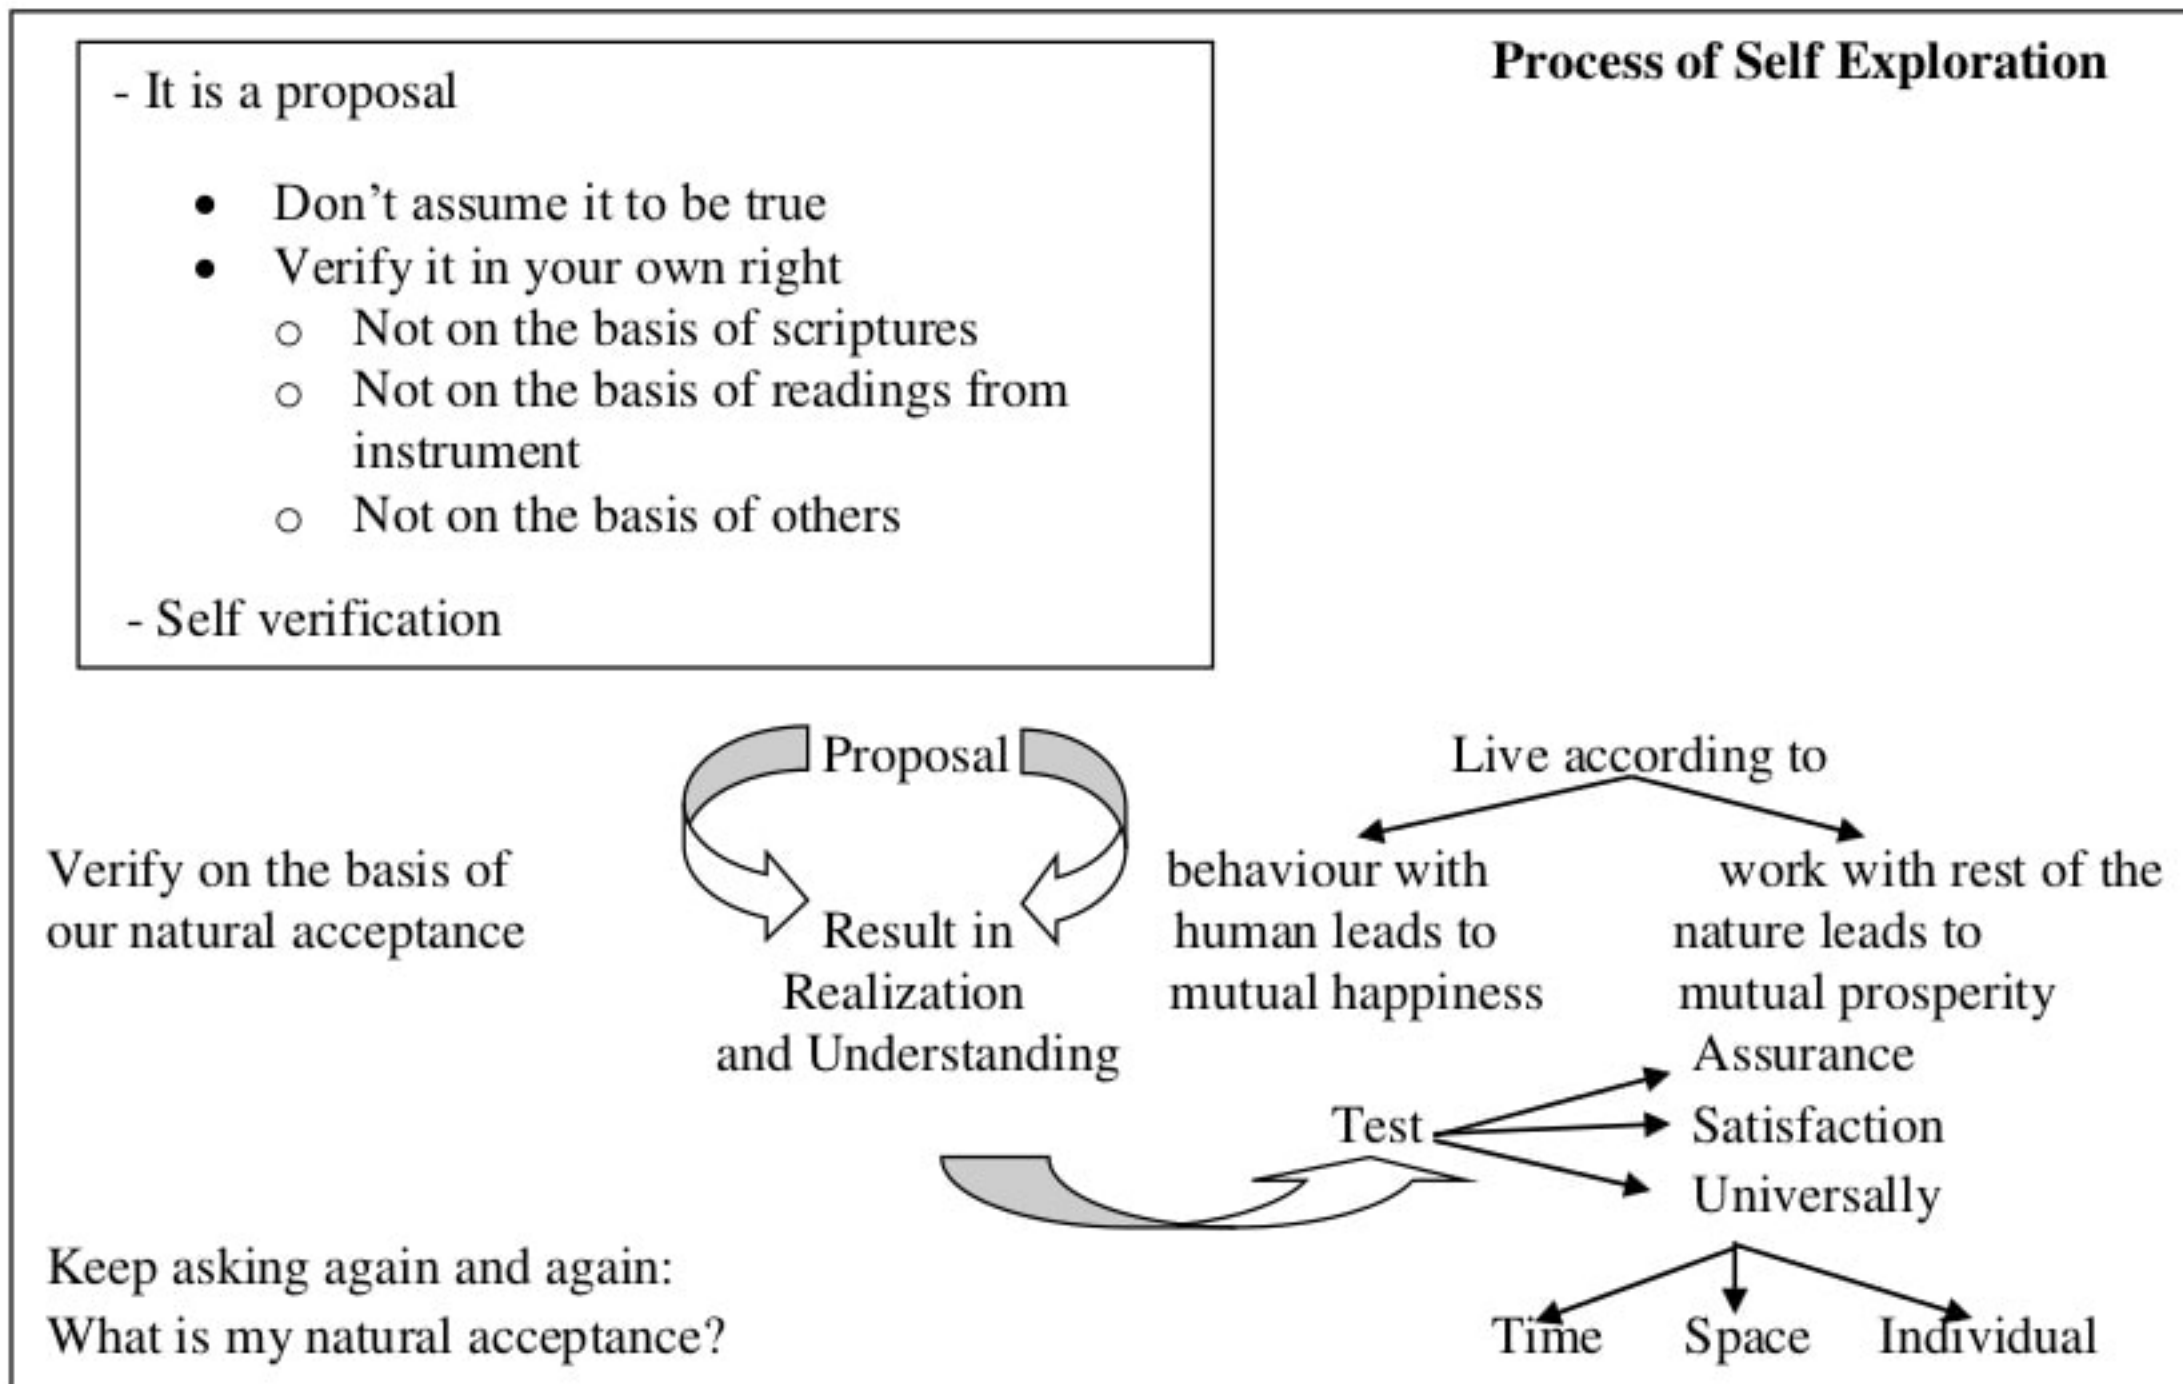 Process of Self Exploration
- It is a proposal
• Don't assume it to be true
• Verify it in your own right
o Not on the basis of scriptures
o Not on the basis of readings from
instrument
o Not on the basis of others
- Self verification
Proposal
Verify on the basis of
our natural acceptance
Result in
Realization
and Understanding
Live according to
behaviour with
human leads to
mutual happiness
work with rest of the
nature leads to
mutual prosperity
Test
Assurance
Satisfaction
Universally
Time Space Individual
Keep asking again and again:
What is my natural acceptance?